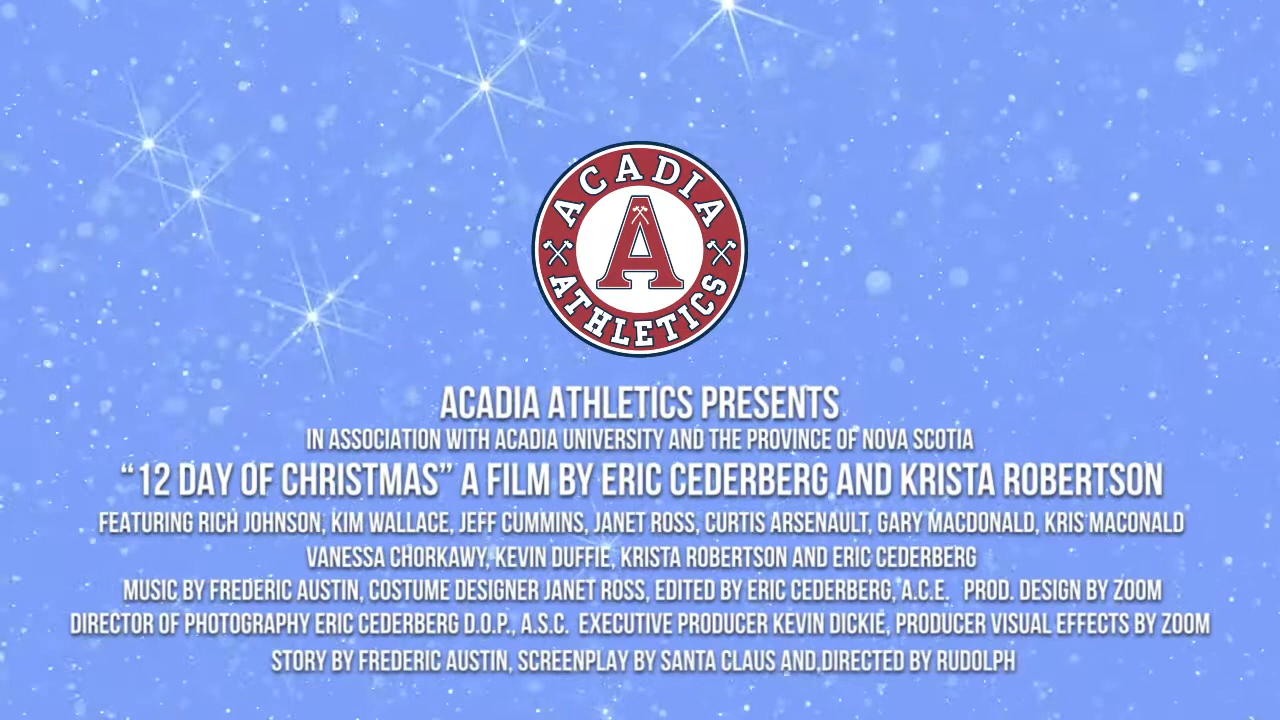 ACADIA
A
ATHLETICS
ACADIA ATHLETICS PRESENTS
IN ASSOCIATION WITH ACADIA UNIVERSITY AND THE PROVINCE OF NOVA SCOTIA
“12 DAY OF CHRISTMAS” A FILM BY ERIC CEDERBERG AND KRISTA ROBERTSON
FEATURING RICH JOHNSON, KIM WALLACE, JEFF CUMMINS, JANET ROSS, CURTIS ARSENAULT, GARY MACDONALD, KRIS MACONALD
VANESSA CHORKAWY, KEVIN DUFFIE, KRISTA ROBERTSON AND ERIC CEDERBERG
MUSIC BY FREDERIC AUSTIN, COSTUME DESIGNER JANET ROSS, EDITED BY ERIC CEDERBERG, A.C.E. PROD. DESIGN BY ZOOM
DIRECTOR OF PHOTOGRAPHY ERIC CEDERBERG D.O.P., A.S.C. EXECUTIVE PRODUCER KEVIN DICKIE, PRODUCER VISUAL EFFECTS BY ZOOM
STORY BY FREDERIC AUSTIN, SCREENPLAY BY SANTA CLAUS AND,DIRECTED BY RUDOLPH